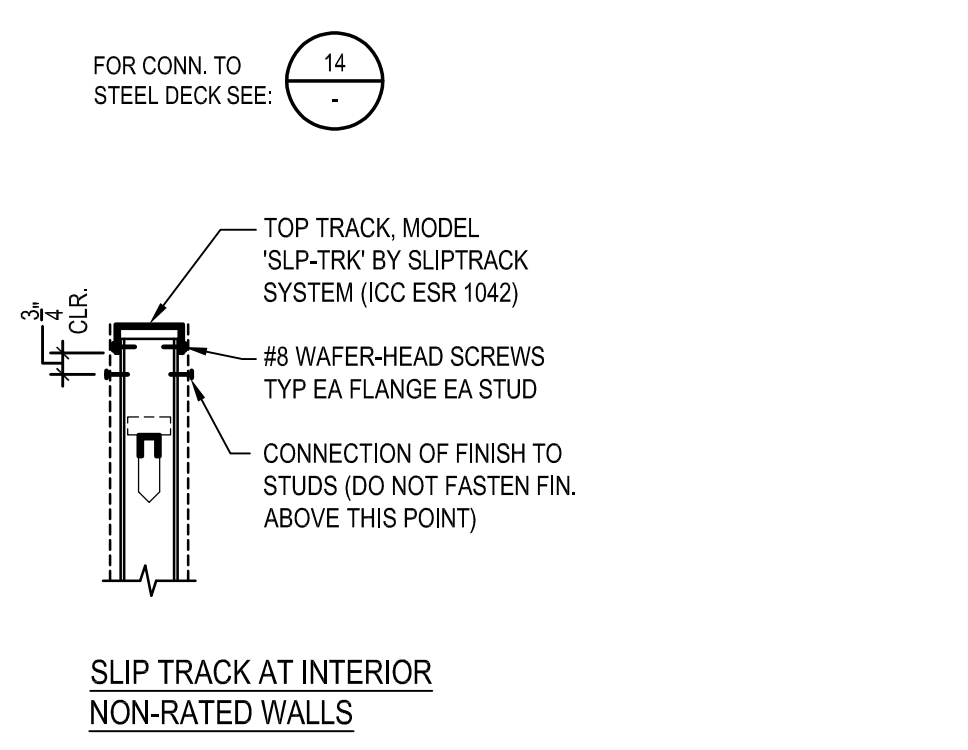 FOR CONN. TO
STEEL DECK SEE:
14
-
TOP TRACK, MODEL
'SLP-TRK' BY SLIPTRACK
SYSTEM (ICC ESR 1042)
3/4"
CLR.
#8 WAFER-HEAD SCREWS
TYP EA FLANGE EA STUD
CONNECTION OF FINISH TO
STUDS (DO NOT FASTEN FIN.
ABOVE THIS POINT)
SLIP TRACK AT INTERIOR
NON-RATED WALLS